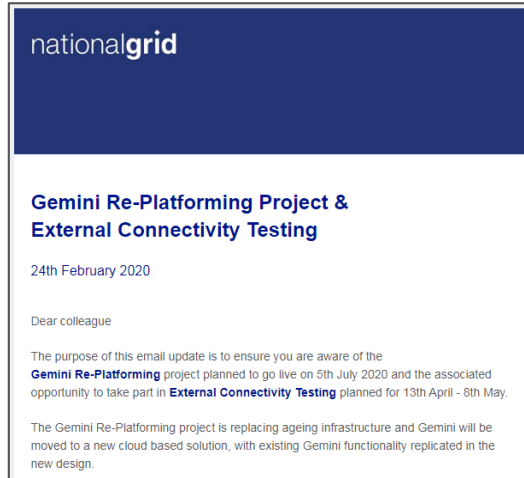 nationalgrid
Gemini Re-Platforming Project &
External Connectivity Testing
24th February 2020
Dear colleague
The purpose of this email update is to ensure you are aware of the
Gemini Re-Platforming project planned to go live on 5th July 2020 and the associated
opportunity to take part in External Connectivity Testing planned for 13th April - 8th May.
The Gemini Re-Platforming project is replacing ageing infrastructure and Gemini will be
moved to a new cloud based solution, with existing Gemini functionality replicated in the
new design.